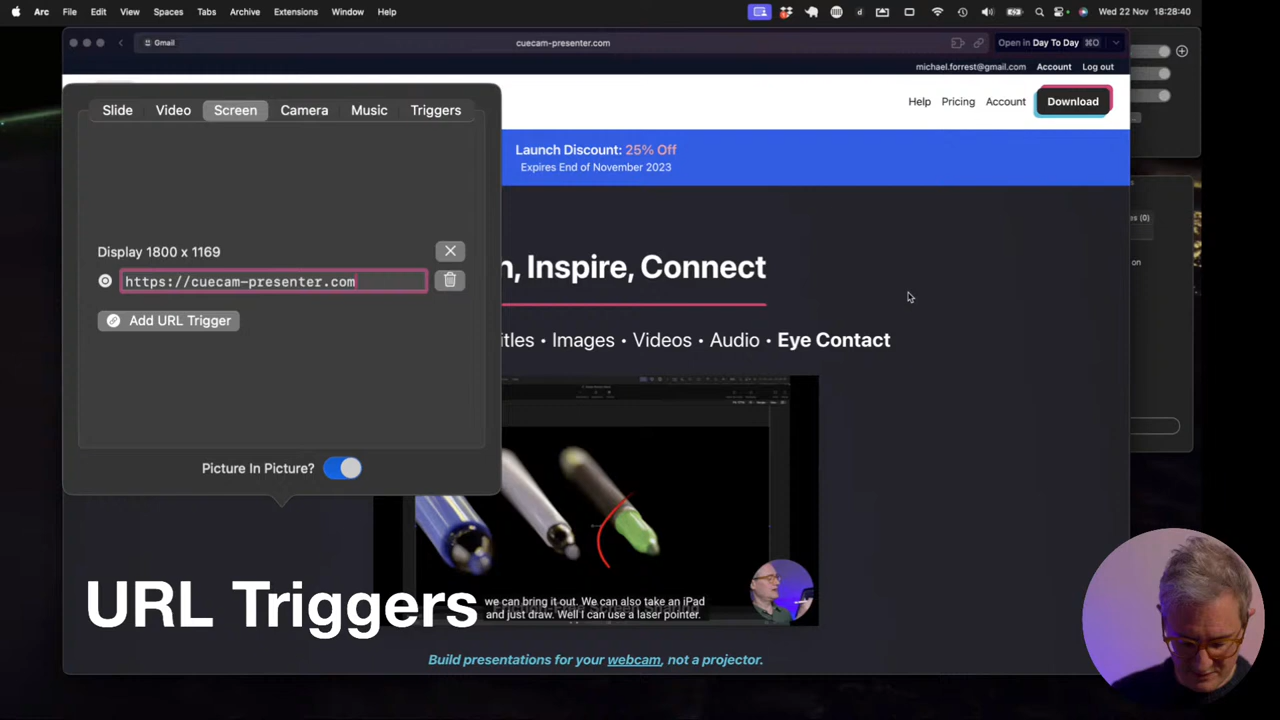 Arc File Edit View Spaces Tabs Archive Extensions Window Help
Wed 22 Nov 18:28:40
Gmail
cuecam-presenter.com
Open in Day To Day ⌘O
michael.forrest@gmail.com Account Log out
Slide Video Screen Camera Music Triggers
Help Pricing Account Download
Launch Discount: 25% Off
Expires End of November 2023
Display 1800 x 1169
https://cuecam-presenter.com
Add URL Trigger
Picture In Picture?
n, Inspire, Connect
itles • Images • Videos • Audio • Eye Contact
we can bring it out. We can also take an iPad
and just draw. Well I can use a laser pointer.
URL Triggers
Build presentations for your webcam, not a projector.